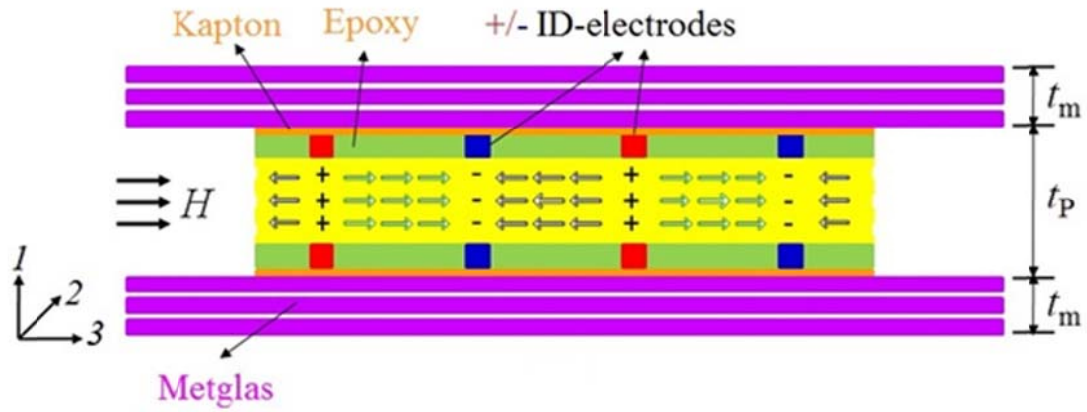 Kapton Epoxy +/- ID-electrodes
tm
+ - + -
+ - + -
H
tP
+ - + -
1
2
3
tm
Metglas